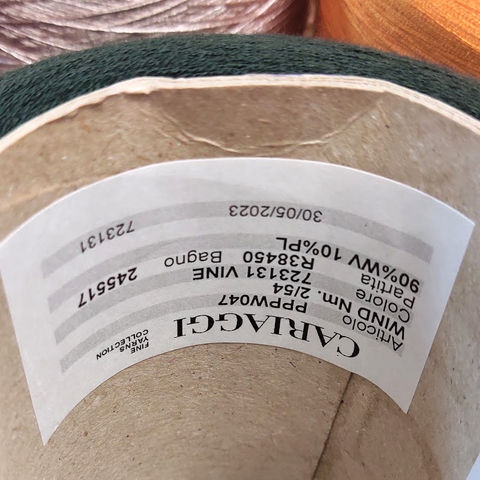 CARIAGGI FINE YARNS COLLECTION
Articolo PPPW047
WIND Nm. 2/54
Colore 723131 VINE 245517
Partita R38450 Bagno
90%WV 10%PL
30/05/2023 723131